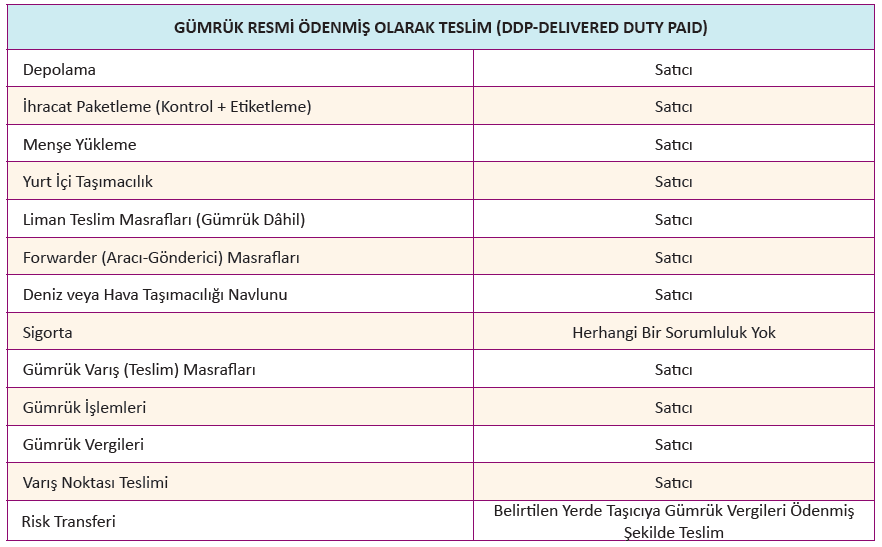 GÜMRÜK RESMİ ÖDENMİŞ OLARAK TESLİM (DDP-DELIVERED DUTY PAID)
Depolama Satıcı
İhracat Paketleme (Kontrol + Etiketleme) Satıcı
Menşe Yükleme Satıcı
Yurt İçi Taşımacılık Satıcı
Liman Teslim Masrafları (Gümrük Dâhil) Satıcı
Forwarder (Aracı-Gönderici) Masrafları Satıcı
Deniz veya Hava Taşımacılığı Navlunu Satıcı
Sigorta Herhangi Bir Sorumluluk Yok
Gümrük Varış (Teslim) Masrafları Satıcı
Gümrük İşlemleri Satıcı
Gümrük Vergileri Satıcı
Varış Noktası Teslimi Satıcı
Risk Transferi Belirtilen Yerde Taşıcıya Gümrük Vergileri Ödenmiş
Şekilde Teslim